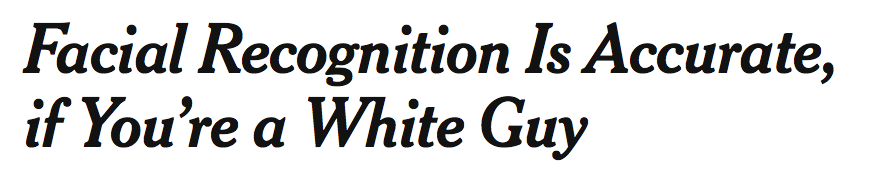 Facial Recognition Is Accurate,
if You’re a White Guy